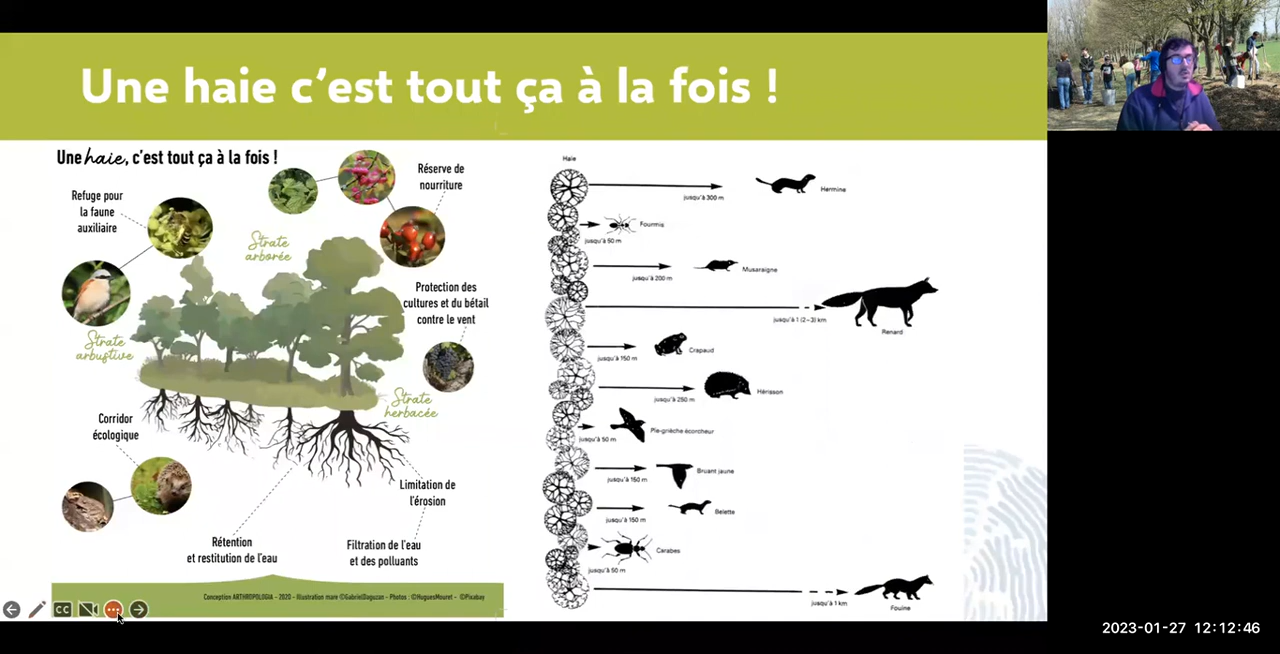 Une haie c'est tout ça à la fois !
Une haie, c'est tout ça à la fois !
Refuge pour
la faune
auxiliaire
Réserve de
nourriture
Strate
arborée
Protection des
cultures et du bétail
contre le vent
Strate
arbustive
Strate
herbacée
Corridor
écologique
Limitation de
l'érosion
Rétention
et restitution de l'eau
Filtration de l'eau
et des polluants
Conception ARTHROPOLOGIA - 2020 - Illustration mare ©GabrielDaguzan - Photos : ©HuguesMouret - ©Pixabay
Haie
jusqu'à 300 m
Hermine
jusqu'à 50 m
Fourmis
jusqu'à 200 m
Musaraigne
jusqu'à 1 (2-3) km
Renard
jusqu'à 150 m
Crapaud
jusqu'à 250 m
Hérisson
jusqu'à 50 m
Pie-grièche écorcheur
jusqu'à 150 m
Bruant jaune
jusqu'à 150 m
Belette
jusqu'à 50 m
Carabes
jusqu'à 1 km
Fouine
CC
2023-01-27 12:12:46